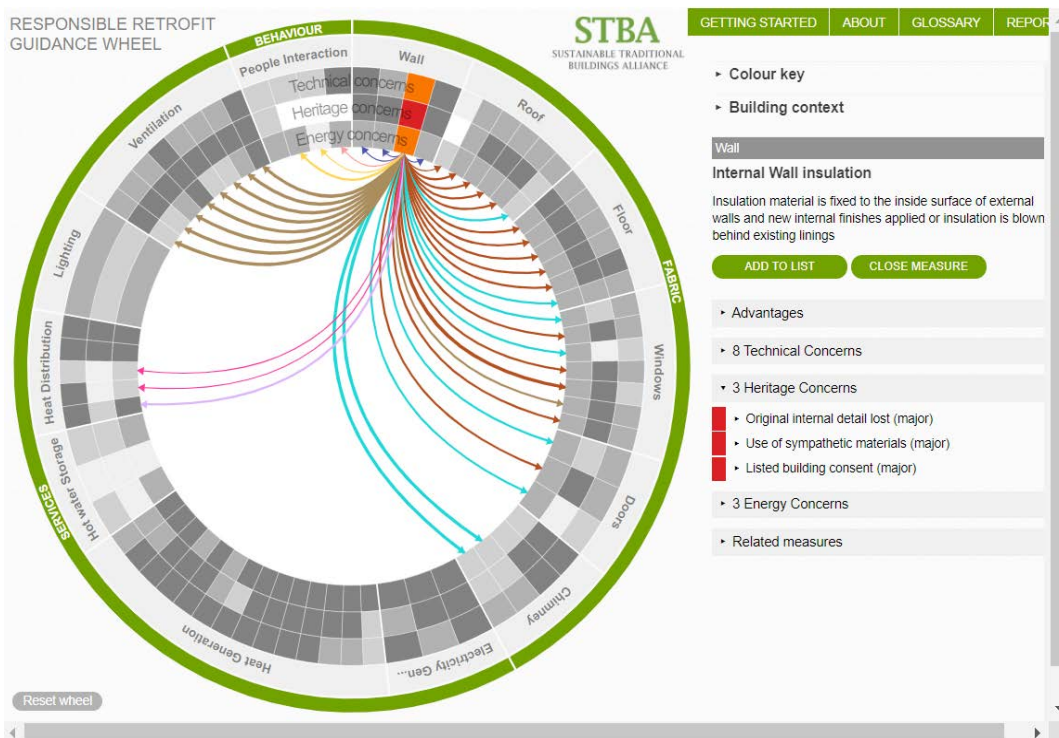 RESPONSIBLE RETROFIT
GUIDANCE WHEEL
STBA
SUSTAINABLE TRADITIONAL
BUILDINGS ALLIANCE
GETTING STARTED
ABOUT
GLOSSARY
REPOR
BEHAVIOUR
People Interaction
Wall
Roof
Floor
FABRIC
Windows
Doors
Chimney
Electricity Gen...
Heat Generation
SERVICES
Hot water Storage
Heat Distribution
Lighting
Ventilation
Technical concerns
Heritage concerns
Energy concerns
Reset wheel
Colour key
Building context
Wall
Internal Wall insulation
Insulation material is fixed to the inside surface of external
walls and new internal finishes applied or insulation is blown
behind existing linings
ADD TO LIST
CLOSE MEASURE
Advantages
8 Technical Concerns
3 Heritage Concerns
Original internal detail lost (major)
Use of sympathetic materials (major)
Listed building consent (major)
3 Energy Concerns
Related measures